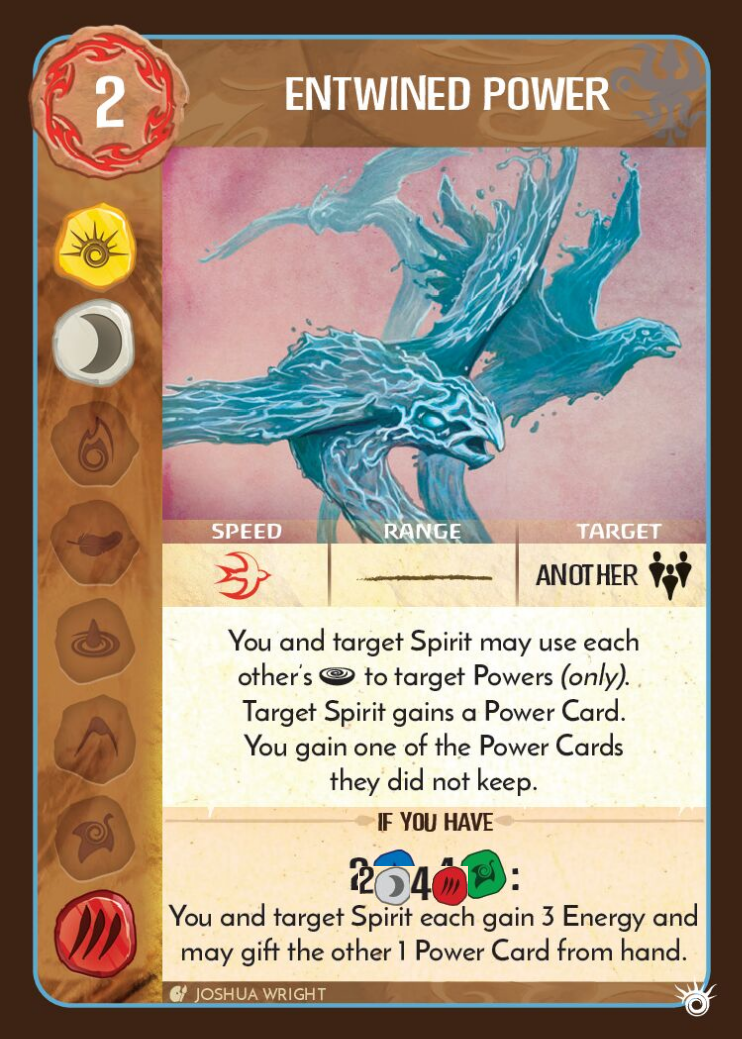 2
ENTWINED POWER
SPEED RANGE TARGET
ANOTHER
You and target Spirit may use each
other's to target Powers (only).
Target Spirit gains a Power Card.
You gain one of the Power Cards
they did not keep.
IF YOU HAVE
2 4 :
You and target Spirit each gain 3 Energy and
may gift the other 1 Power Card from hand.
JOSHUA WRIGHT